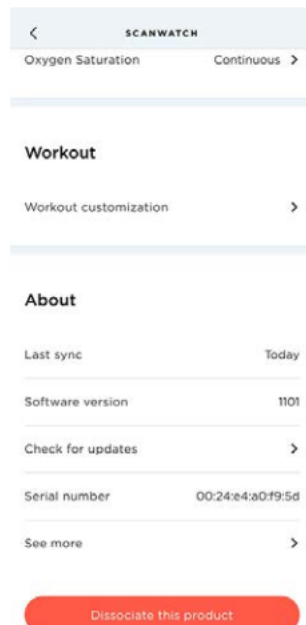 SCANWATCH
Oxygen Saturation Continuous
Workout
Workout customization
About
Last sync Today
Software version 1101
Check for updates
Serial number 00:24:e4:a0:f9:5d
See more
Dissociate this product